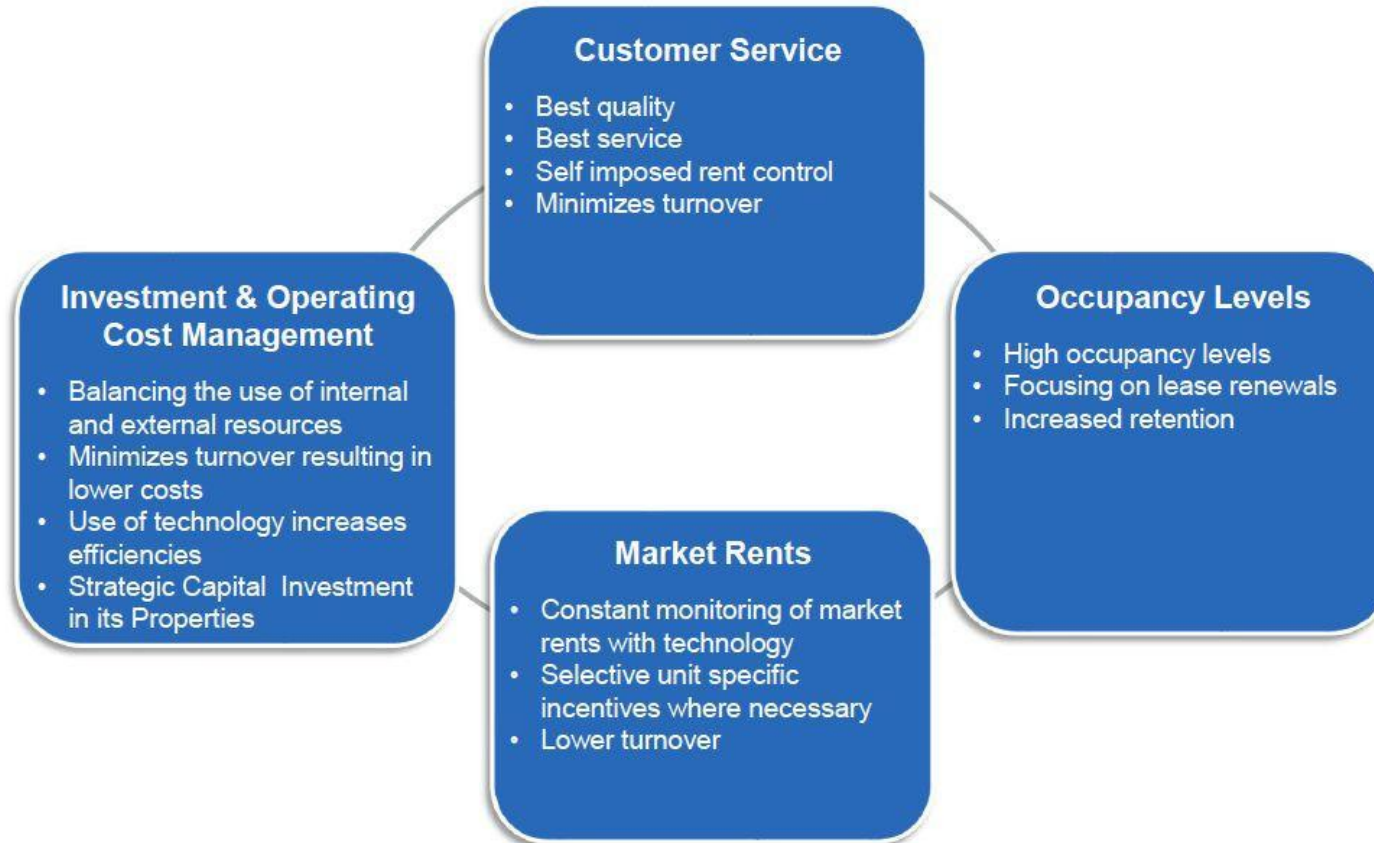 Customer Service
• Best quality
• Best service
• Self imposed rent control
• Minimizes turnover
Investment & Operating
Cost Management
• Balancing the use of internal
and external resources
• Minimizes turnover resulting in
lower costs
• Use of technology increases
efficiencies
• Strategic Capital  Investment
in its Properties
Occupancy Levels
• High occupancy levels
• Focusing on lease renewals
• Increased retention
Market Rents
• Constant monitoring of market
rents with technology
• Selective unit specific
incentives where necessary
• Lower turnover